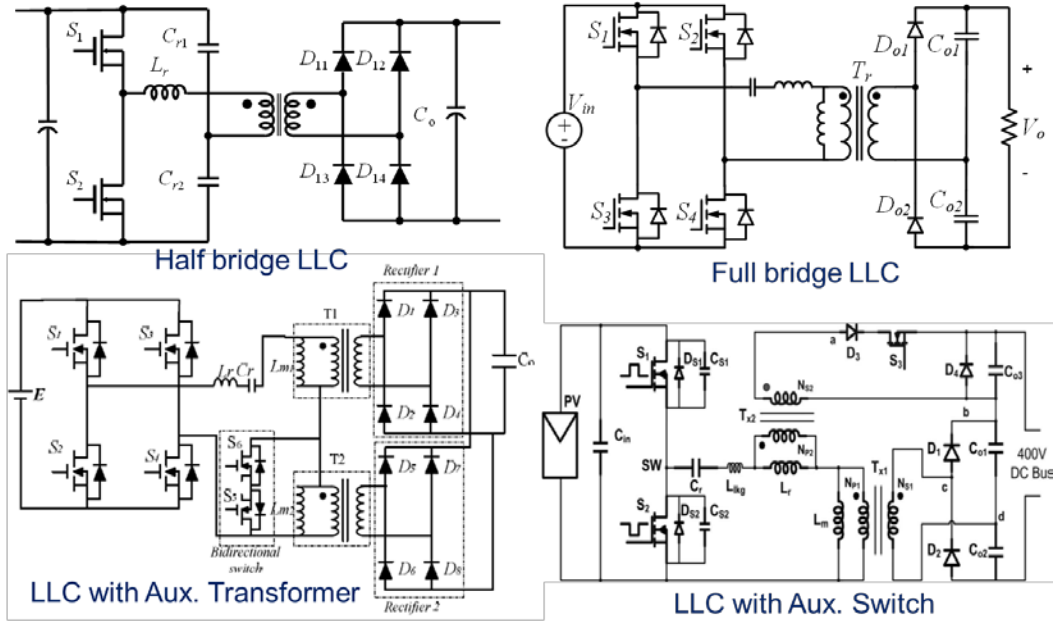 S1
Cr1
Lr
D11
D12
Co
S2
Cr2
D13
D14
Half bridge LLC
S1
S2
Do1
Co1
Vin
Tr
+
Vo
-
S3
S4
Do2
Co2
Full bridge LLC
Rectifier 1
S1
S3
T1
D1
D3
Lr
Cr
Lm1
Co
E
D2
D4
S2
S4
S6
T2
D5
D7
S5
Lm2
Bidirectional
switch
D6
D8
Rectifier 2
LLC with Aux. Transformer
a
D3
S3
S1
DS1
CS1
NS2
D4
Co3
PV
Tx2
b
Cin
NP2
D1
Co1
400V
DC Bus
SW
Cr
Llkg
Lr
Tx1
NP1
NS1
c
S2
DS2
CS2
Lm
d
D2
Co2
LLC with Aux. Switch